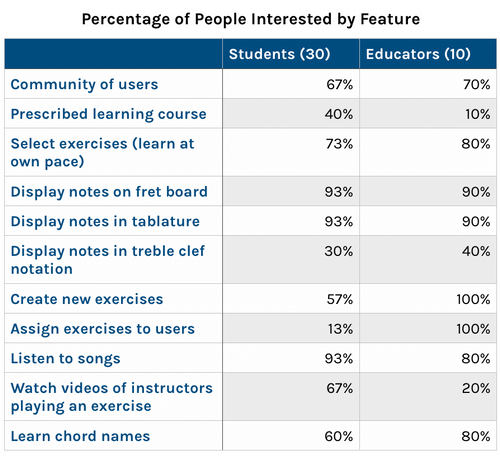 Percentage of People Interested by Feature
Students (30) Educators (10)
Community of users 67% 70%
Prescribed learning course 40% 10%
Select exercises (learn at
own pace) 73% 80%
Display notes on fret board 93% 90%
Display notes in tablature 93% 90%
Display notes in treble clef
notation 30% 40%
Create new exercises 57% 100%
Assign exercises to users 13% 100%
Listen to songs 93% 80%
Watch videos of instructors
playing an exercise 67% 20%
Learn chord names 60% 80%